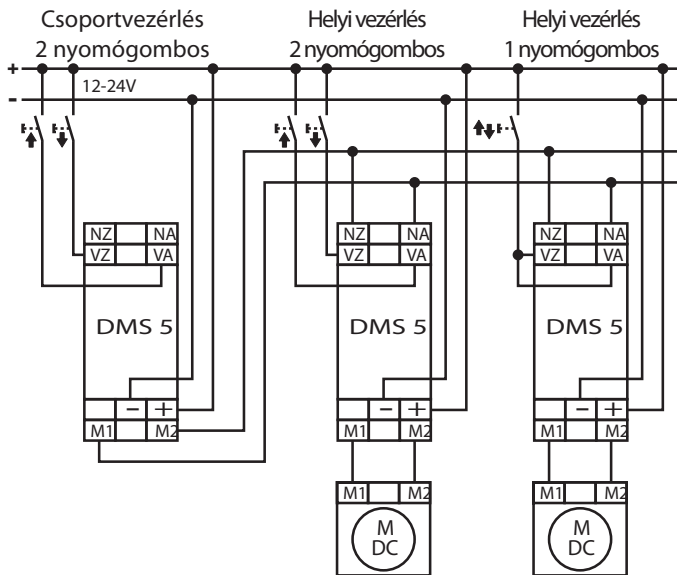 Csoportvezérlés
2 nyomógombos
Helyi vezérlés
2 nyomógombos
Helyi vezérlés
1 nyomógombos
+
-
12-24V
NZ NA
VZ VA
DMS 5
− +
M1 M2
NZ NA
VZ VA
DMS 5
− +
M1 M2
M1 M2
M
DC
NZ NA
VZ VA
DMS 5
− +
M1 M2
M1 M2
M
DC